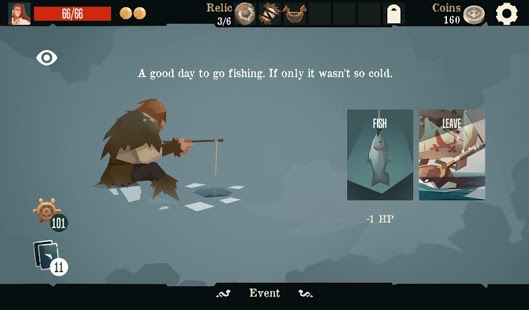 66/66
Relic
3/6
Coins
160
A good day to go fishing. If only it wasn't so cold.
FISH
LEAVE
-1 HP
101
11
Event